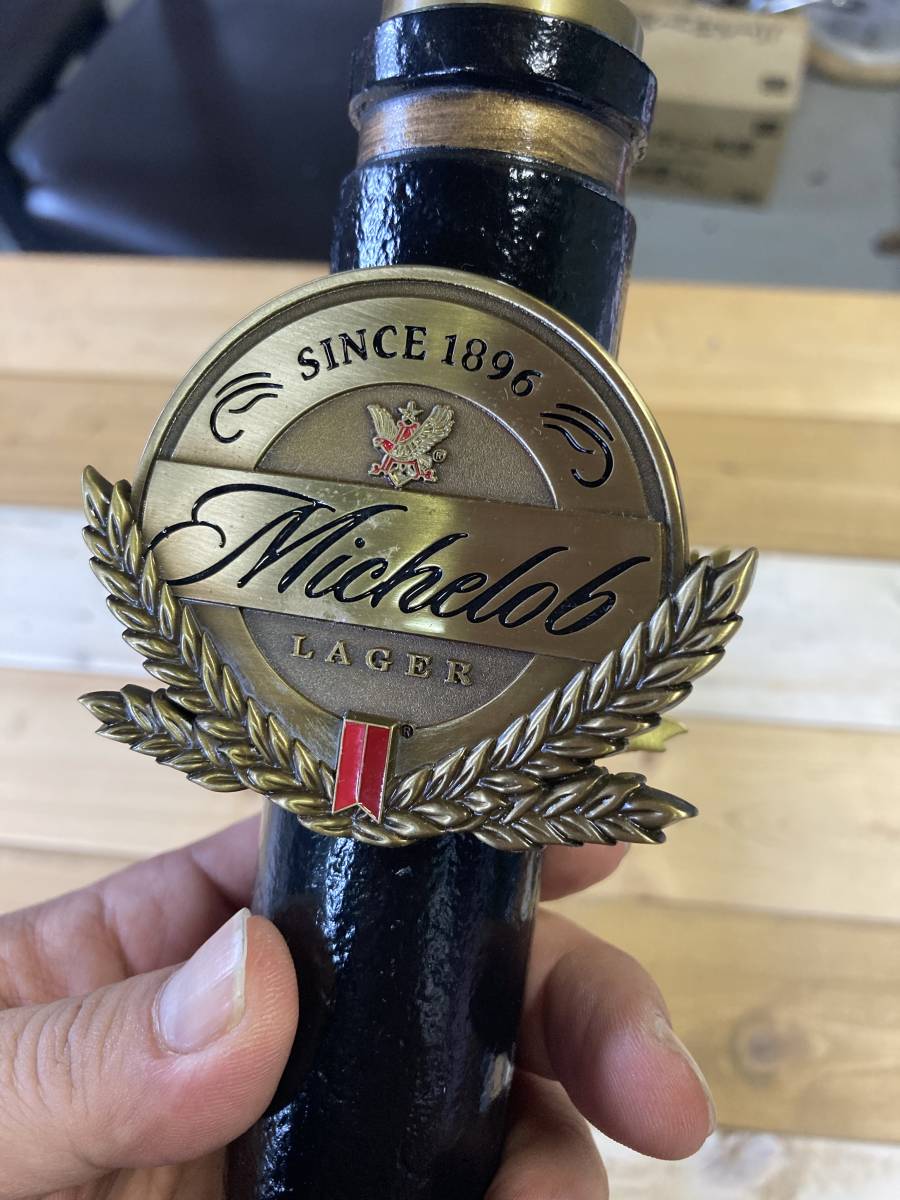 SINCE 1896
®
Michelob
LAGER
®